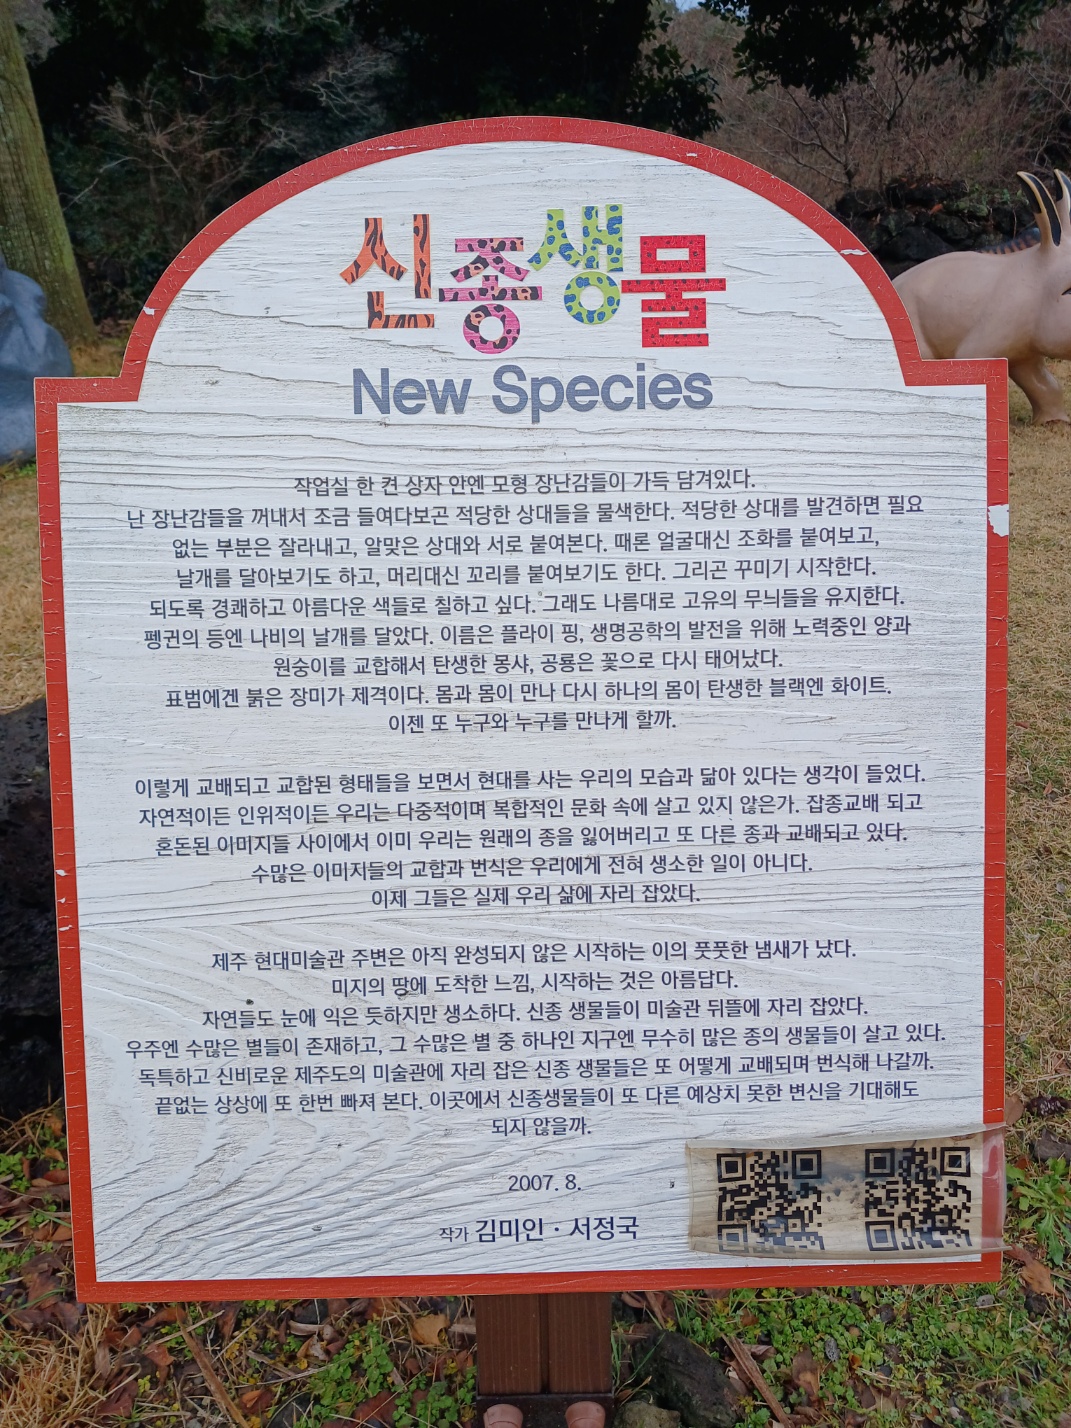 신종생물
New Species
작업실 한 켠 상자 안엔 모형 장난감들이 가득 담겨있다.
난 장난감들을 꺼내서 조금 들여다보곤 적당한 상대들을 물색한다. 적당한 상대를 발견하면 필요
없는 부분은 잘라내고, 알맞은 상대와 서로 붙여본다. 때론 얼굴대신 조화를 붙여보고,
날개를 달아보기도 하고, 머리대신 꼬리를 붙여보기도 한다. 그리곤 꾸미기 시작한다.
되도록 경쾌하고 아름다운 색들로 칠하고 싶다. 그래도 나름대로 고유의 무늬들을 유지한다.
펭귄의 등엔 나비의 날개를 달았다. 이름은 플라이 핑, 생명공학의 발전을 위해 노력중인 양과
원숭이를 교합해서 탄생한 몽샤, 공룡은 꽃으로 다시 태어났다.
표범에겐 붉은 장미가 제격이다. 몸과 몸이 만나 다시 하나의 몸이 탄생한 블랙엔 화이트.
이젠 또 누구와 누구를 만나게 할까.
이렇게 교배되고 교합된 형태들을 보면서 현대를 사는 우리의 모습과 닮아 있다는 생각이 들었다.
자연적이든 인위적이든 우리는 다중적이며 복합적인 문화 속에 살고 있지 않은가. 잡종교배 되고
혼돈된 이미지들 사이에서 이미 우리는 원래의 종을 잃어버리고 또 다른 종과 교배되고 있다.
수많은 이미지들의 교합과 번식은 우리에게 전혀 생소한 일이 아니다.
이제 그들은 실제 우리 삶에 자리 잡았다.
제주 현대미술관 주변은 아직 완성되지 않은 시작하는 이의 풋풋한 냄새가 났다.
미지의 땅에 도착한 느낌, 시작하는 것은 아름답다.
자연들도 눈에 익은 듯하지만 생소하다. 신종 생물들이 미술관 뒤뜰에 자리 잡았다.
우주엔 수많은 별들이 존재하고, 그 수많은 별 중 하나인 지구엔 무수히 많은 종의 생물들이 살고 있다.
독특하고 신비로운 제주도의 미술관에 자리 잡은 신종 생물들은 또 어떻게 교배되며 번식해 나갈까.
끝없는 상상에 또 한번 빠져 본다. 이곳에서 신종생물들이 또 다른 예상치 못한 변신을 기대해도
되지 않을까.
2007. 8.
작가 김미인 · 서정국